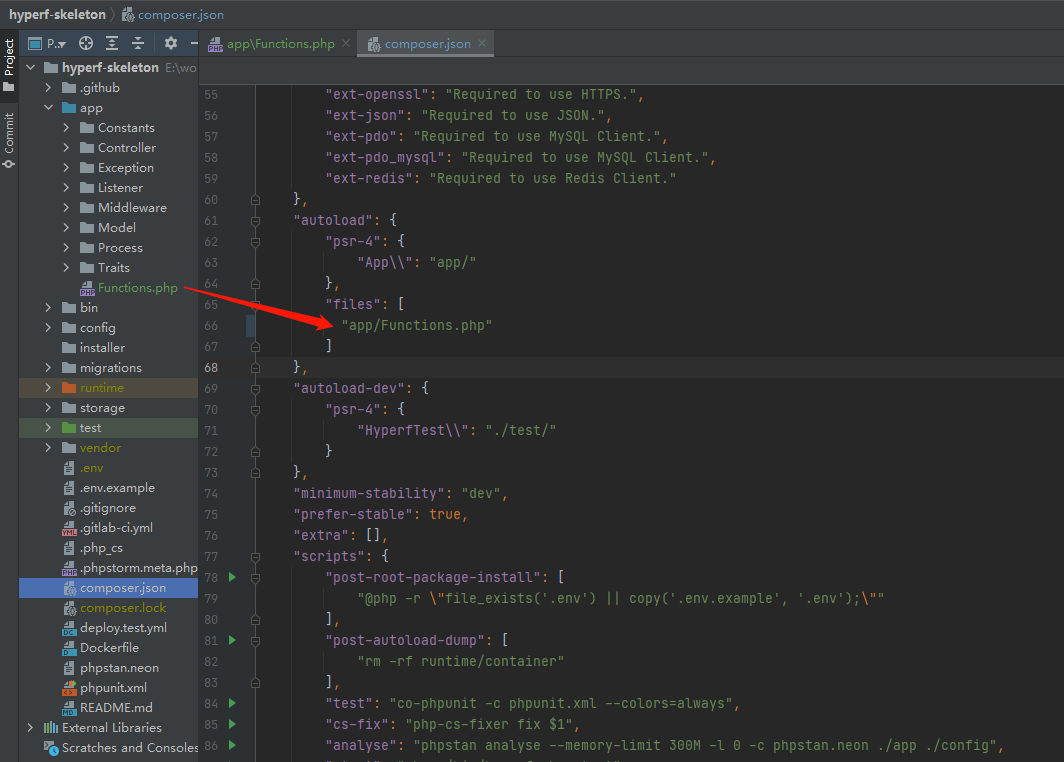 hyperf-skeleton
composer.json
Project
Commit
P..
app\Functions.php
composer.json
hyperf-skeleton E:\wo
.github
app
Constants
Controller
Exception
Listener
Middleware
Model
Process
Traits
Functions.php
bin
config
installer
migrations
runtime
storage
test
vendor
.env
.env.example
.gitignore
.gitlab-ci.yml
.php_cs
.phpstorm.meta.php
composer.json
composer.lock
deploy.test.yml
Dockerfile
phpstan.neon
phpunit.xml
README.md
External Libraries
Scratches and Consoles
55 "ext-openssl": "Required to use HTTPS.",
56 "ext-json": "Required to use JSON.",
57 "ext-pdo": "Required to use MySQL Client.",
58 "ext-pdo_mysql": "Required to use MySQL Client.",
59 "ext-redis": "Required to use Redis Client."
60 },
61 "autoload": {
62 "psr-4": {
63 "App\\": "app/"
64 },
65 "files": [
66 "app/Functions.php"
67 ]
68 },
69 "autoload-dev": {
70 "psr-4": {
71 "HyperfTest\\": "./test/"
72 }
73 },
74 "minimum-stability": "dev",
75 "prefer-stable": true,
76 "extra": [],
77 "scripts": {
78 "post-root-package-install": [
79 "@php -r \"file_exists('.env') || copy('.env.example', '.env');\""
80 ],
81 "post-autoload-dump": [
82 "rm -rf runtime/container"
83 ],
84 "test": "co-phpunit -c phpunit.xml --colors=always",
85 "cs-fix": "php-cs-fixer fix $1",
86 "analyse": "phpstan analyse --memory-limit 300M -l 0 -c phpstan.neon ./app ./config",